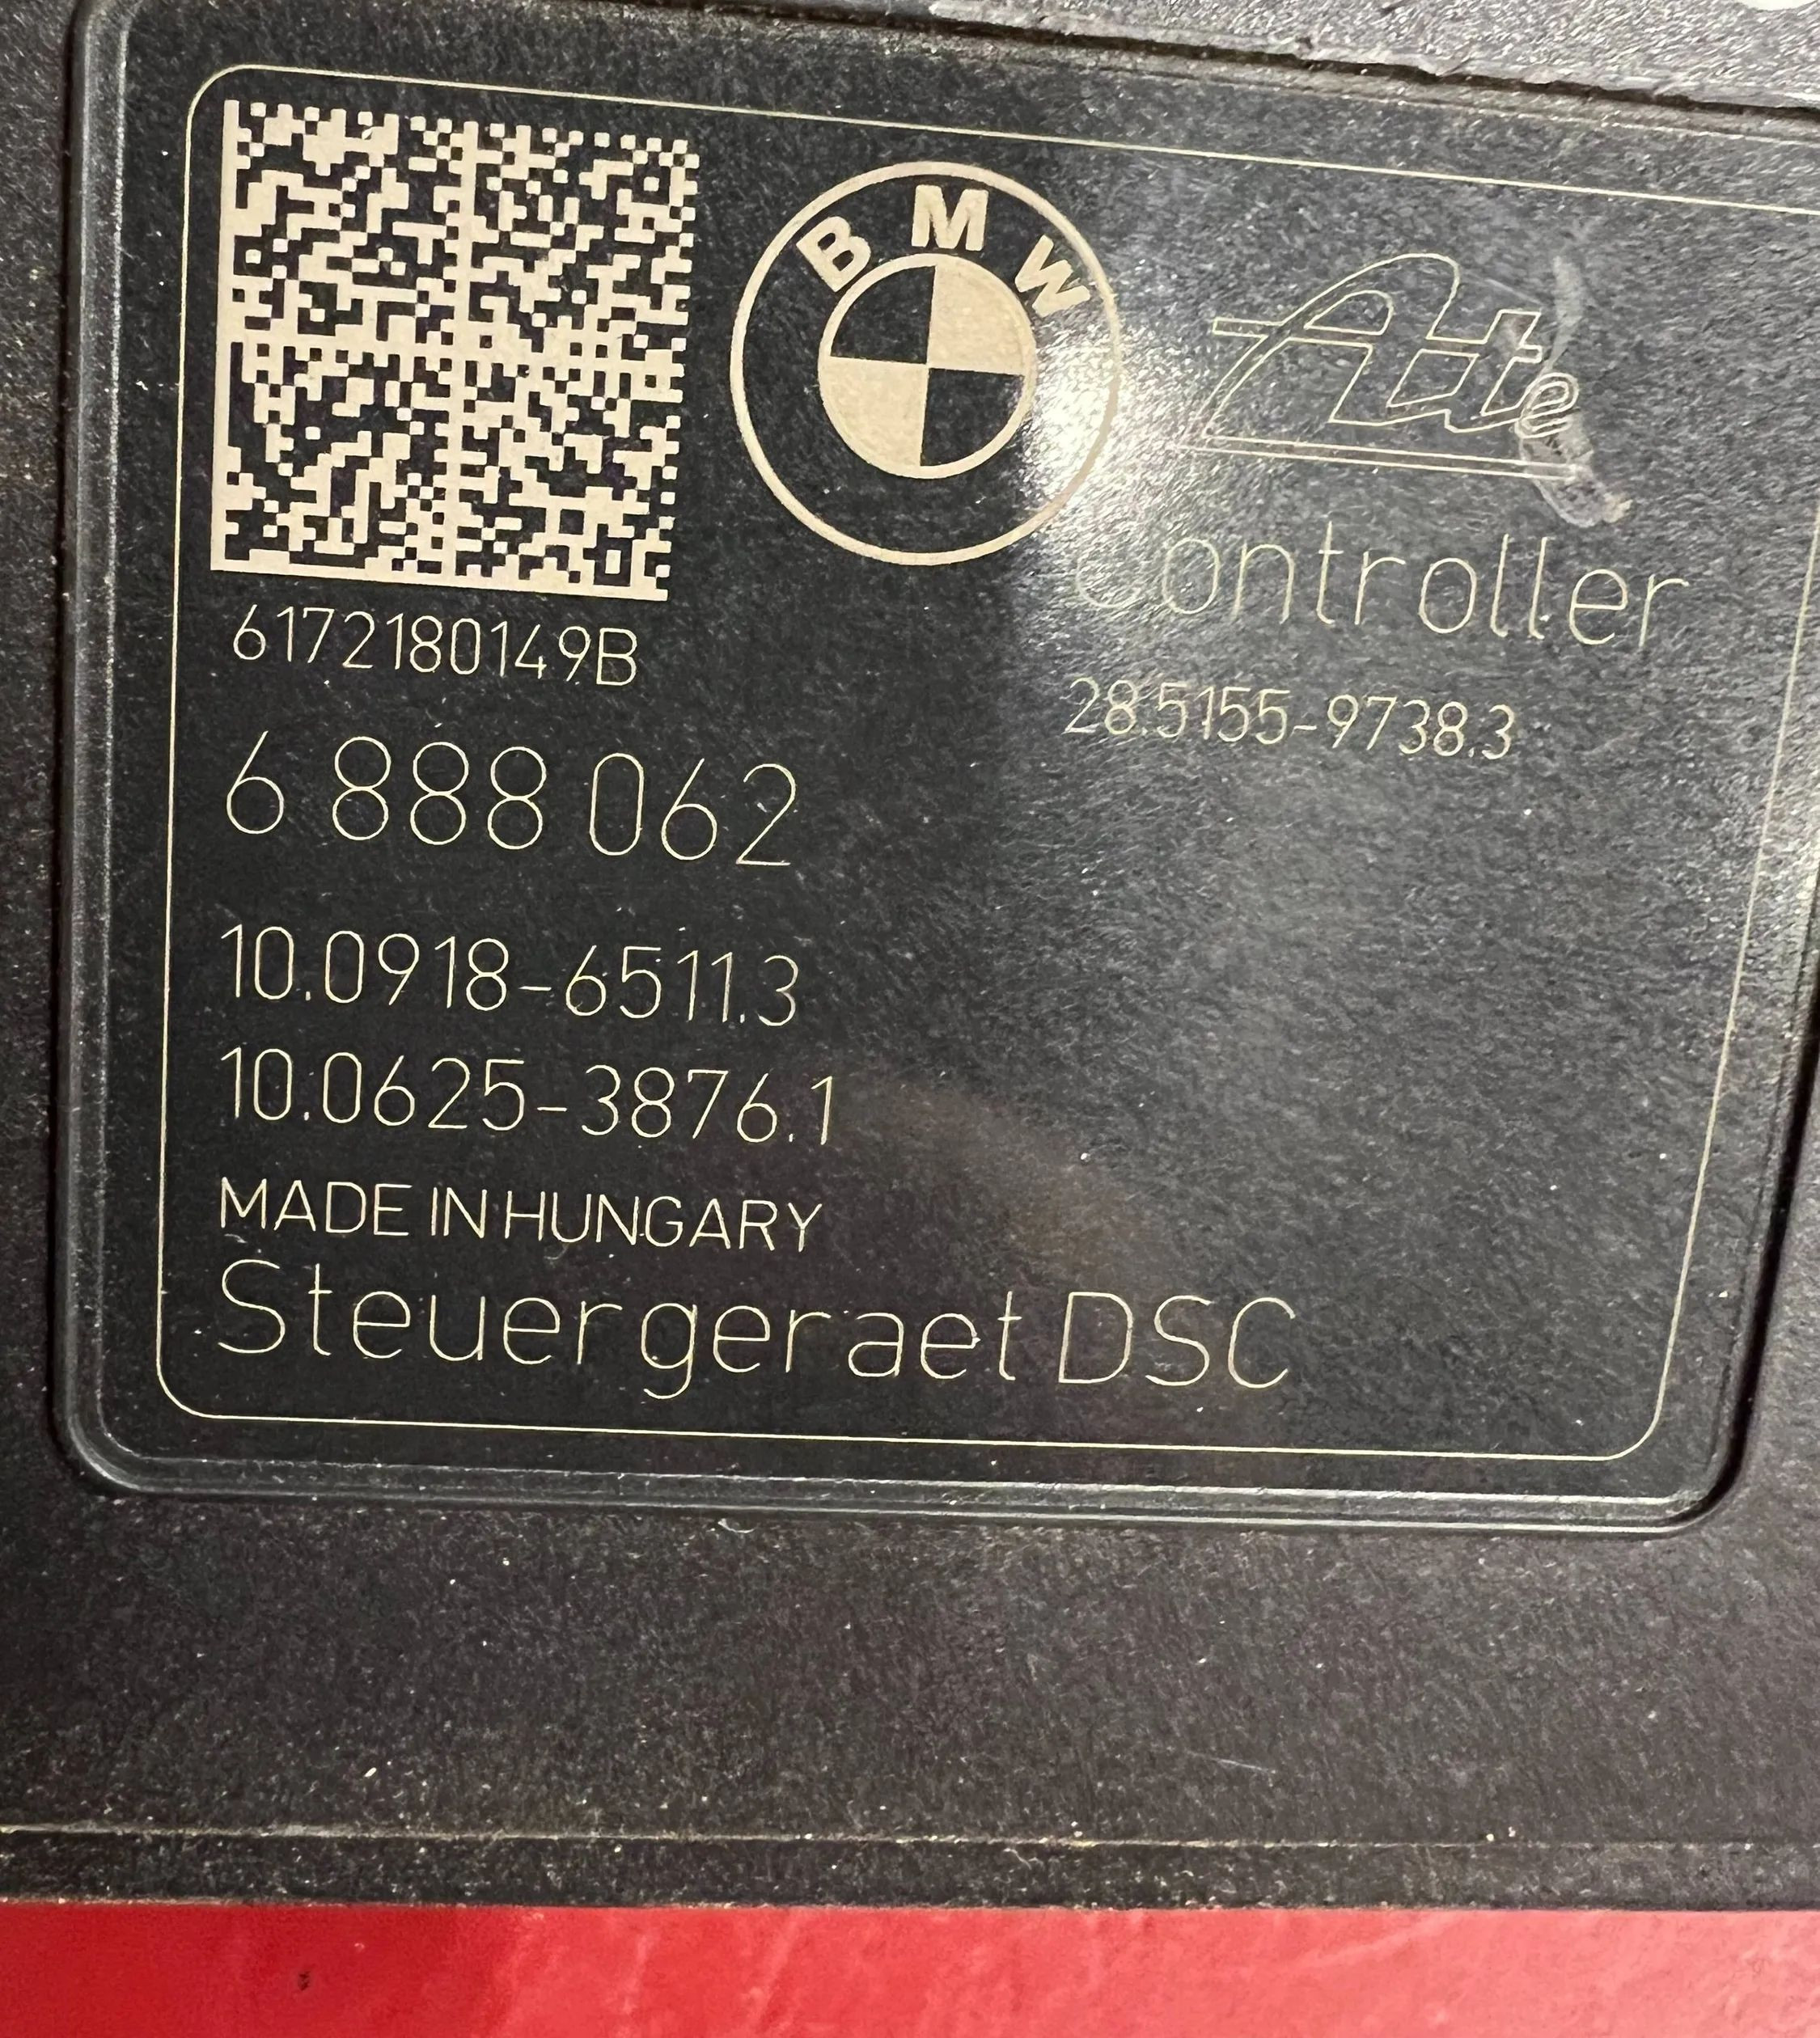 BMW
Ate
Controller
28.5155-9738.3
6172180149B
6 888 062
10.0918-6511.3
10.0625-3876.1
MADE IN HUNGARY
Steuergeraet DSC